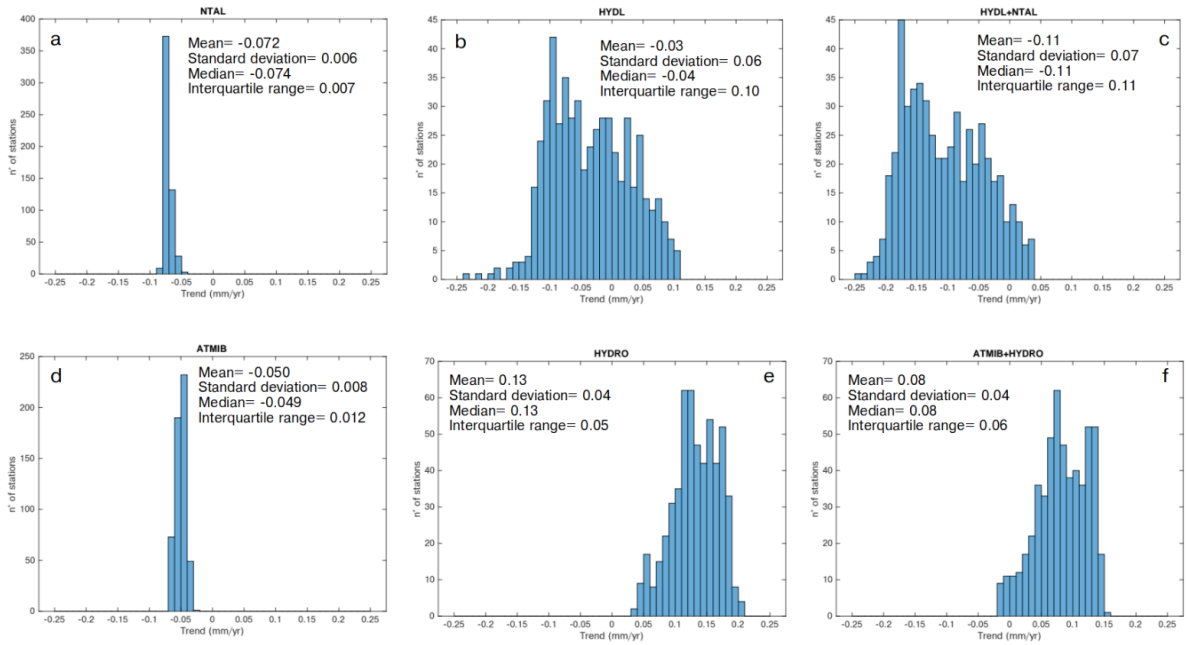 NTAL
a
Mean= -0.072
Standard deviation= 0.006
Median= -0.074
Interquartile range= 0.007
n° of stations
400
350
300
250
200
150
100
50
0
-0.25 -0.2 -0.15 -0.1 -0.05 0 0.05 0.1 0.15 0.2 0.25
Trend (mm/yr)
HYDL
b
Mean= -0.03
Standard deviation= 0.06
Median= -0.04
Interquartile range= 0.10
n° of stations
45
40
35
30
25
20
15
10
5
0
-0.25 -0.2 -0.15 -0.1 -0.05 0 0.05 0.1 0.15 0.2 0.25
Trend (mm/yr)
HYDL+NTAL
c
Mean= -0.11
Standard deviation= 0.07
Median= -0.11
Interquartile range= 0.11
n° of stations
45
40
35
30
25
20
15
10
5
0
-0.25 -0.2 -0.15 -0.1 -0.05 0 0.05 0.1 0.15 0.2 0.25
Trend (mm/yr)
ATMIB
d
Mean= -0.050
Standard deviation= 0.008
Median= -0.049
Interquartile range= 0.012
n° of stations
250
200
150
100
50
0
-0.25 -0.2 -0.15 -0.1 -0.05 0 0.05 0.1 0.15 0.2 0.25
Trend (mm/yr)
HYDRO
e
Mean= 0.13
Standard deviation= 0.04
Median= 0.13
Interquartile range= 0.05
n° of stations
70
60
50
40
30
20
10
0
-0.25 -0.2 -0.15 -0.1 -0.05 0 0.05 0.1 0.15 0.2 0.25
Trend (mm/yr)
ATMIB+HYDRO
f
Mean= 0.08
Standard deviation= 0.04
Median= 0.08
Interquartile range= 0.06
n° of stations
70
60
50
40
30
20
10
0
-0.25 -0.2 -0.15 -0.1 -0.05 0 0.05 0.1 0.15 0.2 0.25
Trend (mm/yr)